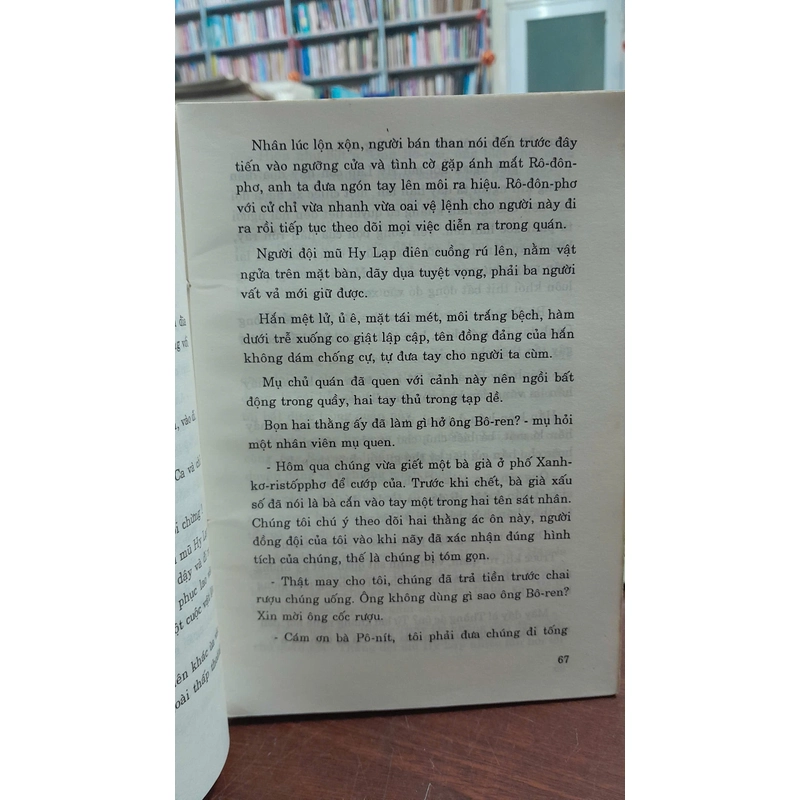 Nhân lúc lộn xộn, người bán than nói đến trước đây
tiến vào ngưỡng cửa và tình cờ gặp ánh mắt Rô-đôn-
phơ, anh ta đưa ngón tay lên môi ra hiệu. Rô-đôn-phơ
với cử chỉ vừa nhanh vừa oai vệ lệnh cho người này đi
ra rồi tiếp tục theo dõi mọi việc diễn ra trong quán.
Người đội mũ Hy Lạp điên cuồng rú lên, nằm vật
ngửa trên mặt bàn, dãy dụa tuyệt vọng, phải ba người
vất vả mới giữ được.
Hắn mệt lử, ủ ê, mặt tái mét, môi trắng bệch, hàm
dưới trễ xuống co giật lập cập, tên đồng đảng của hắn
không dám chống cự, tự đưa tay cho người ta cùm.
Mụ chủ quán đã quen với cảnh này nên ngồi bất
động trong quầy, hai tay thủ trong tạp dề.
Bọn hai thằng ấy đã làm gì hở ông Bô-ren? - mụ hỏi
một nhân viên mụ quen.
- Hôm qua chúng vừa giết một bà già ở phố Xanh-
kơ-ristốpphơ để cướp của. Trước khi chết, bà già xấu
số đã nói là bà cắn vào tay một trong hai tên sát nhân.
Chúng tôi chú ý theo dõi hai thằng ác ôn này, người
đồng đội của tôi vào khi nãy đã xác nhận đúng hình
tích của chúng, thế là chúng bị tóm gọn.
- Thật may cho tôi, chúng đã trả tiền trước chai
rượu chúng uống. Ông không dùng gì sao ông Bô-ren?
Xin mời ông cốc rượu.
- Cám ơn bà Pô-nít, tôi phải đưa chúng đi tống
67